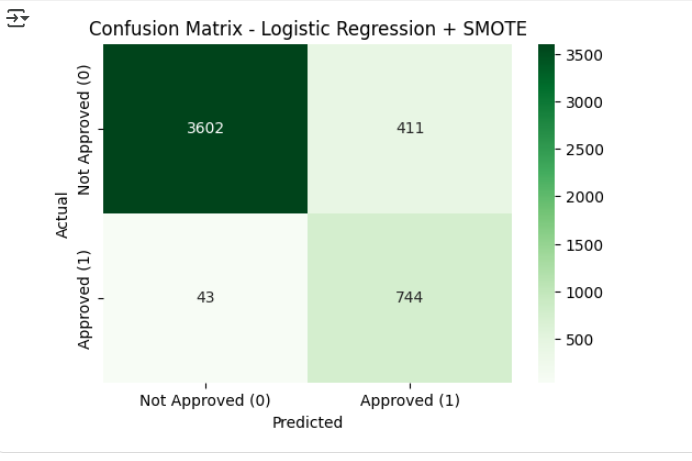 Confusion Matrix - Logistic Regression + SMOTE
Actual
Not Approved (0)
3602
411
Approved (1)
43
744
Not Approved (0)
Approved (1)
Predicted
3500
3000
2500
2000
1500
1000
500